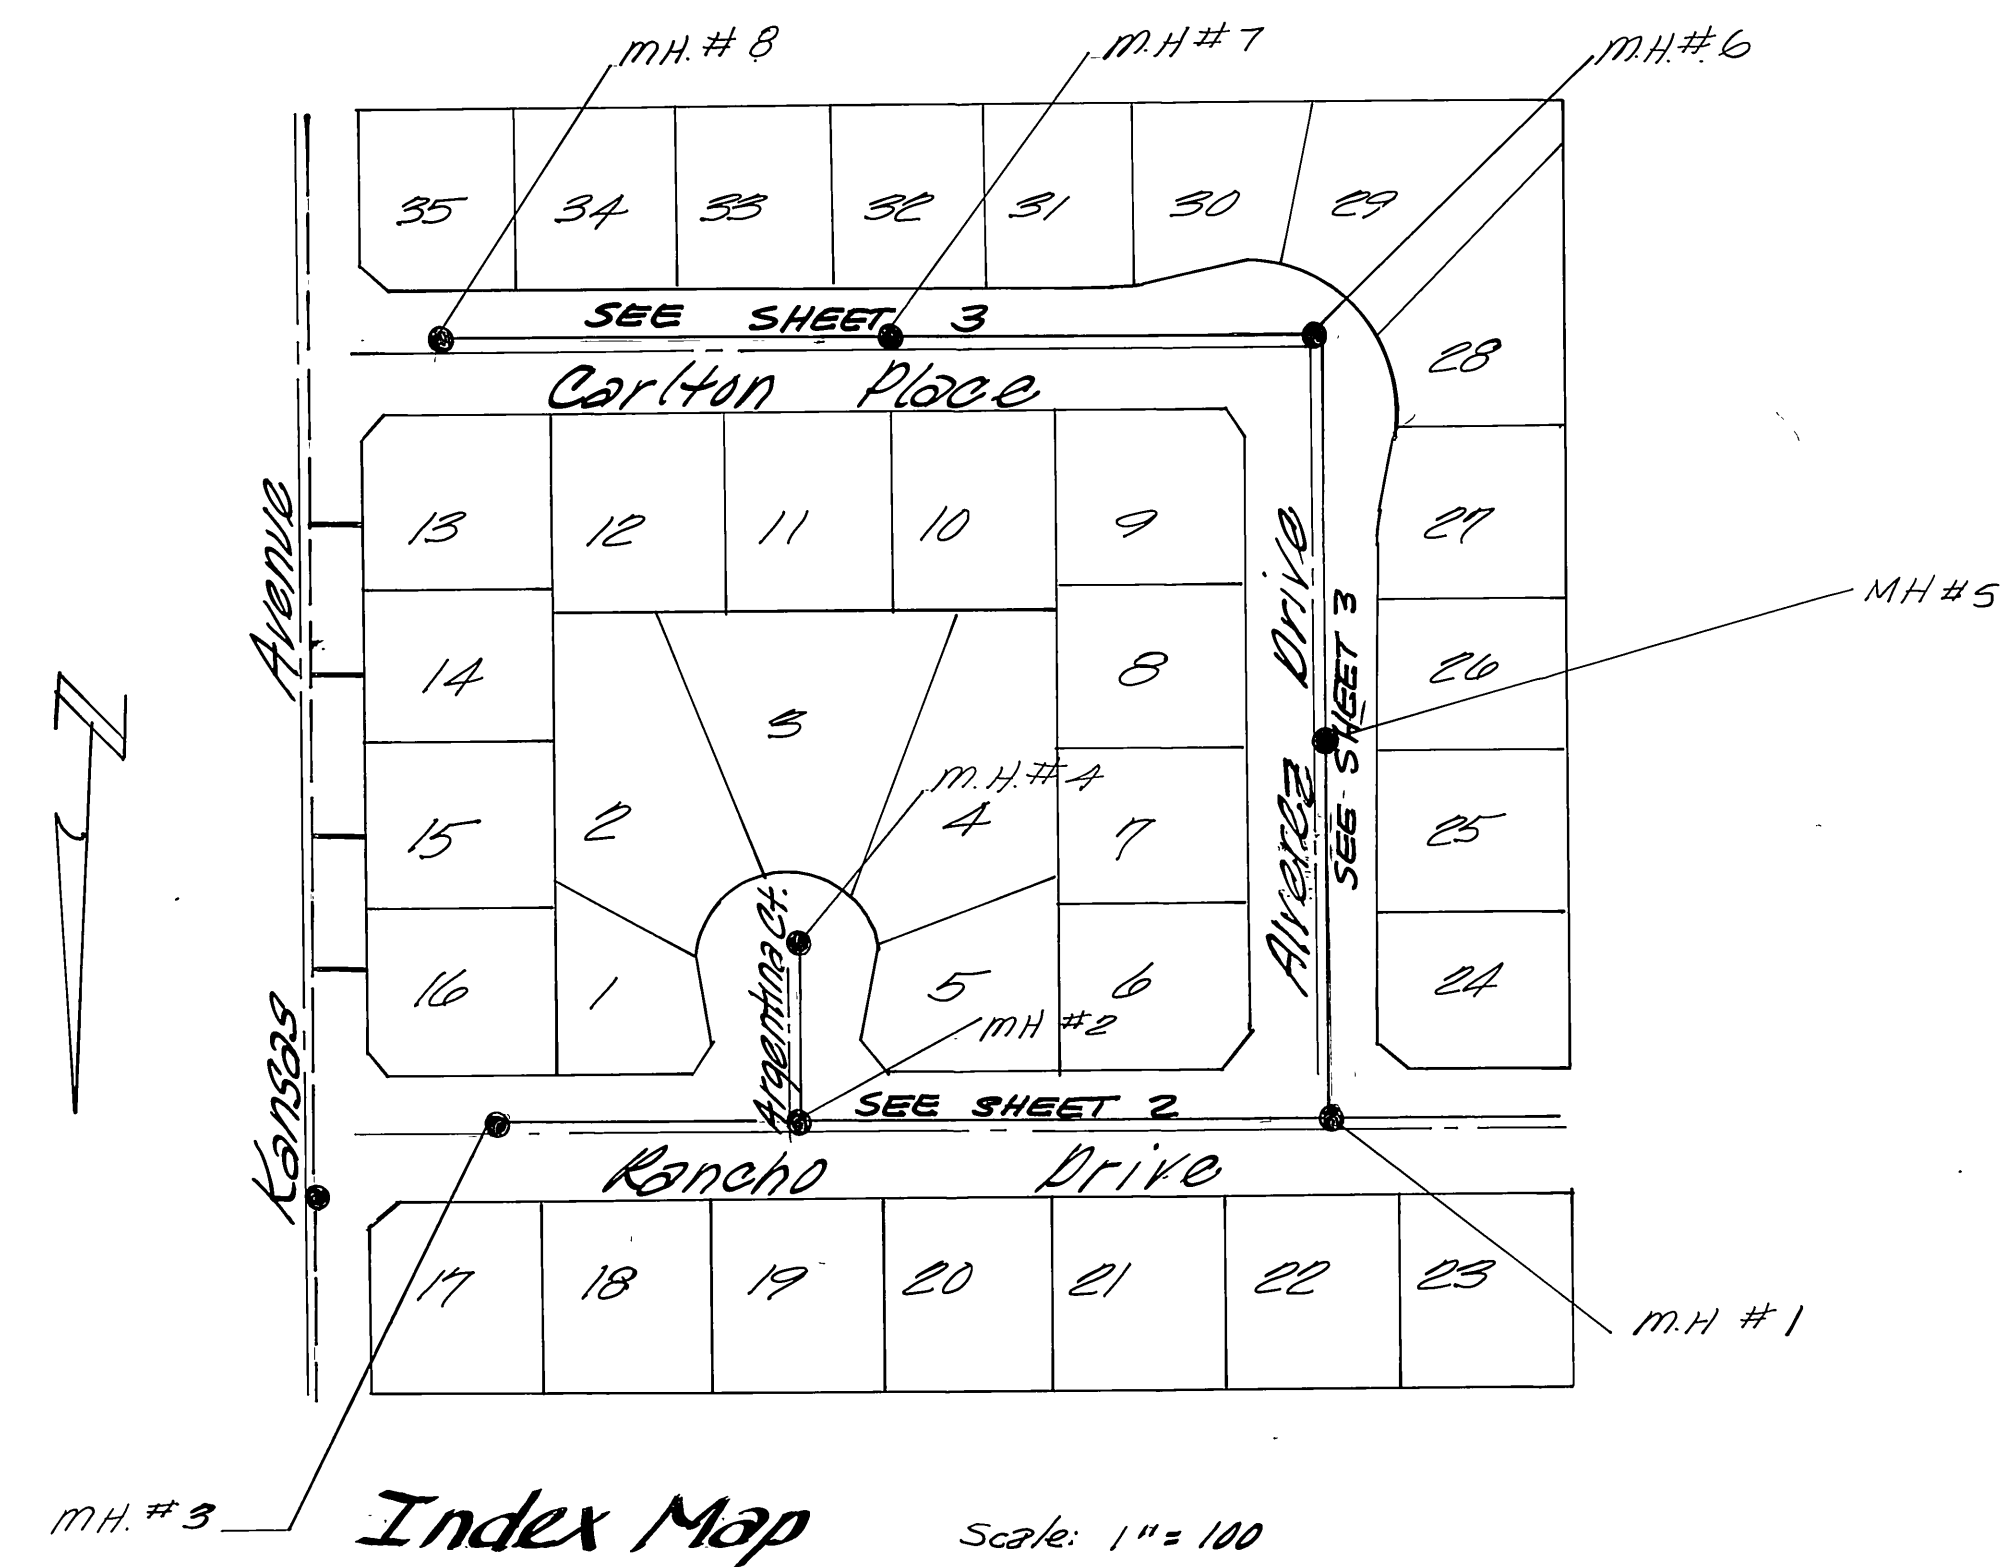 MH. # 8
M.H # 7
M.H. # 6
35
34
33
32
31
30
29
SEE SHEET 3
Carlton Place
28
13
12
11
10
9
27
Kansas Avenue
Alverez Drive
SEE SHEET 3
MH # 5
14
3
8
26
M.H. # 4
15
2
4
7
25
Argentina Ct.
16
1
5
6
24
MH # 2
SEE SHEET 2
Rancho Drive
17
18
19
20
21
22
23
M.H # 1
N
MH. # 3
Index Map
Scale: 1" = 100